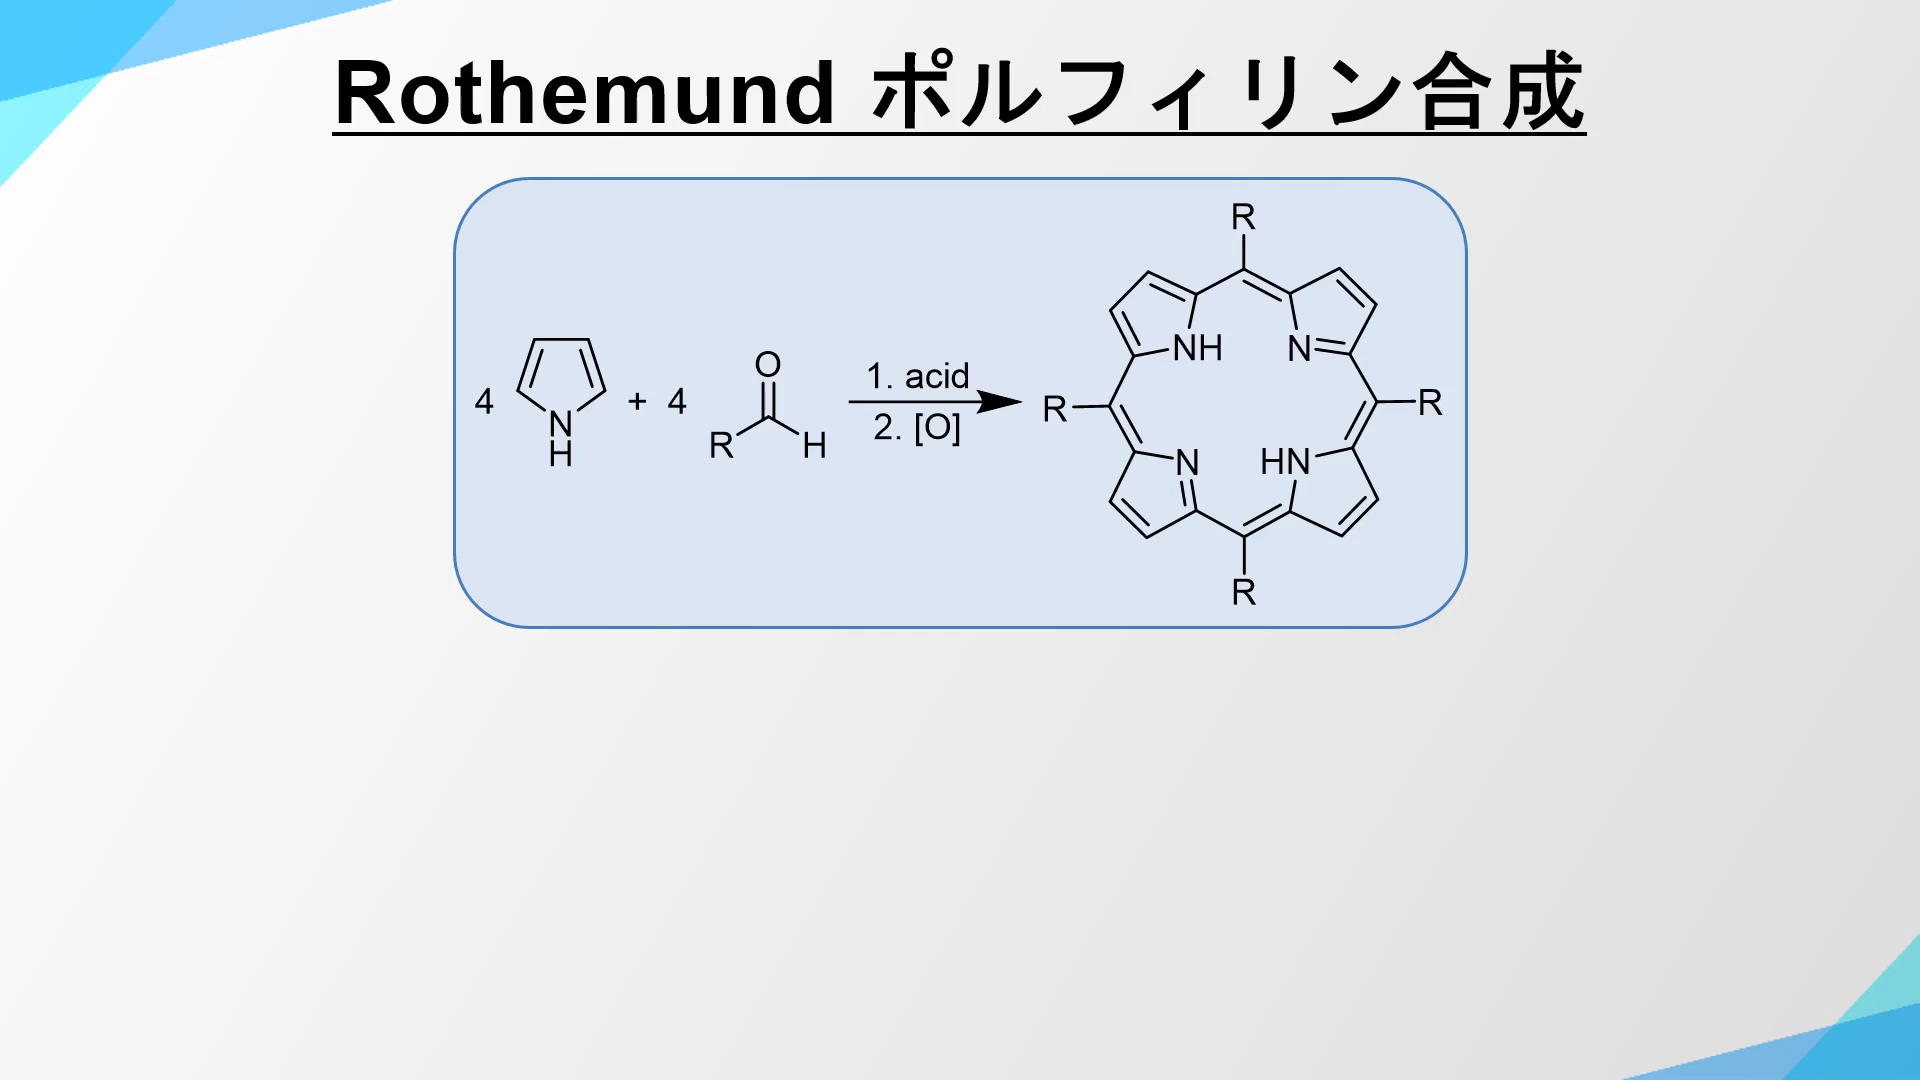 Rothemund ポルフィリン合成
4 N H + 4 R O H
1. acid
2. [O]
R
NH N
R R
N HN
R